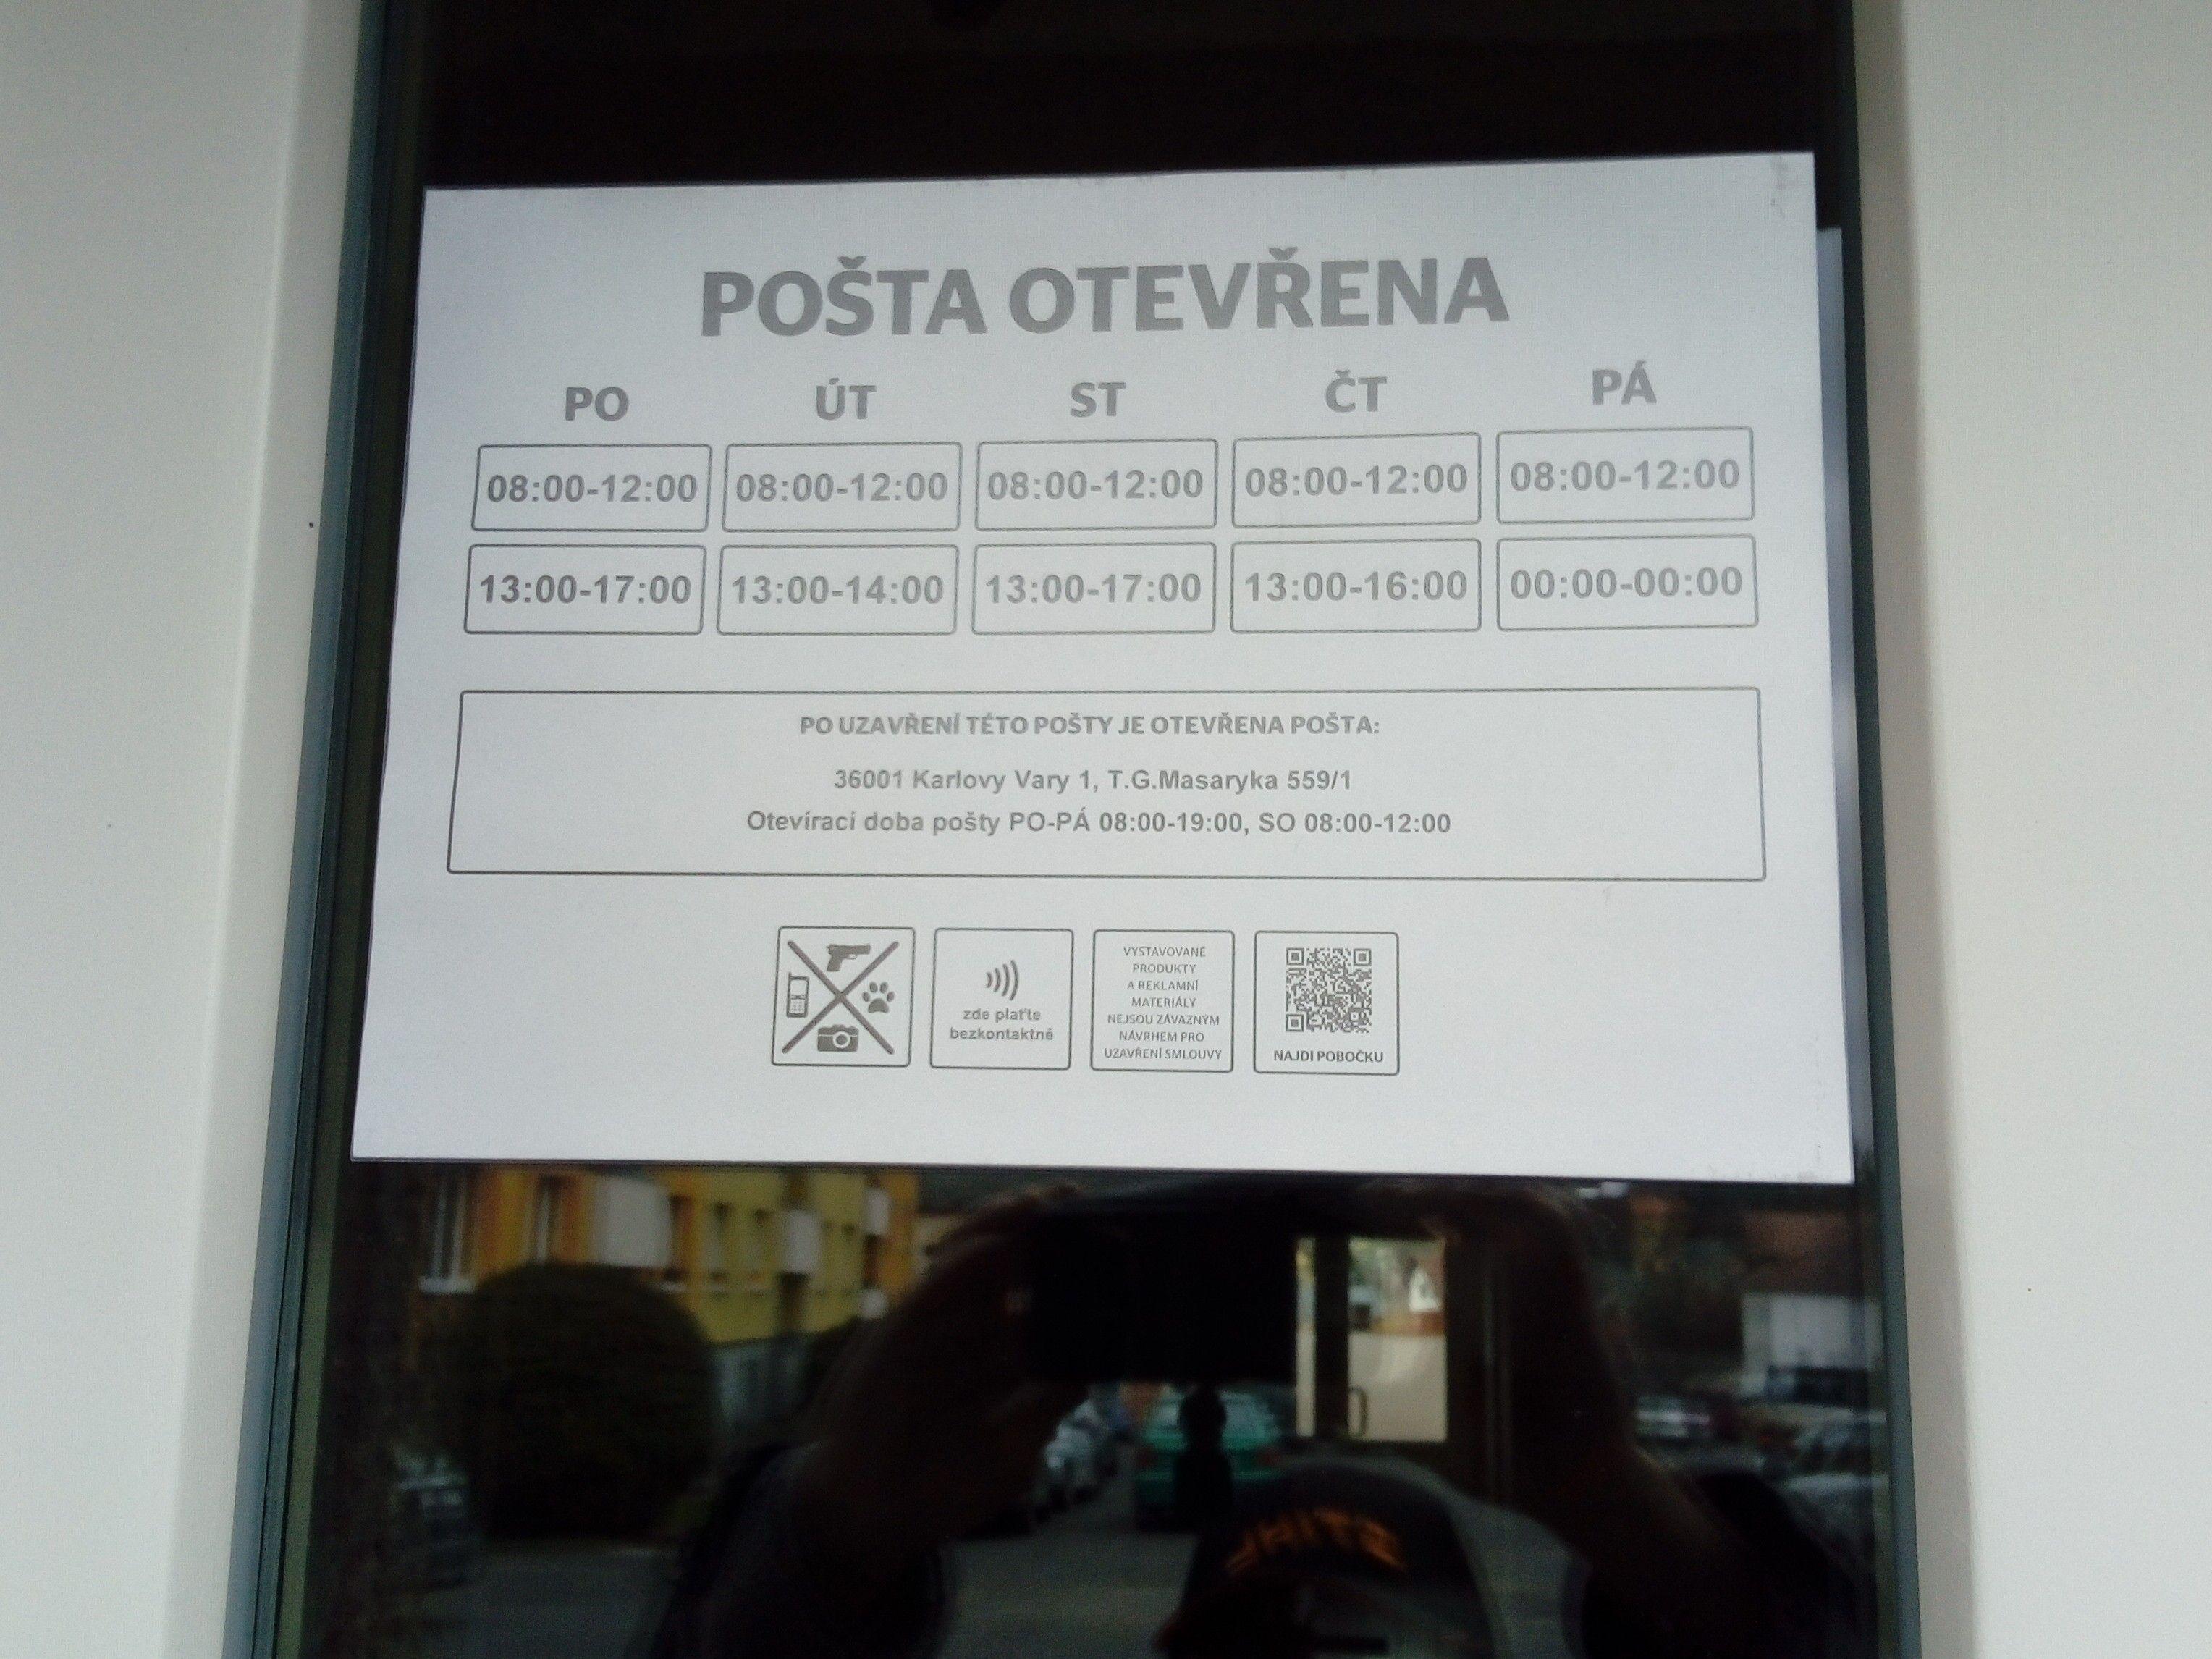 POŠTA OTEVŘENA
PO ÚT ST ČT PÁ
08:00-12:00 08:00-12:00 08:00-12:00 08:00-12:00 08:00-12:00
13:00-17:00 13:00-14:00 13:00-17:00 13:00-16:00 00:00-00:00
PO UZAVŘENÍ TÉTO POŠTY JE OTEVŘENA POŠTA:
36001 Karlovy Vary 1, T.G.Masaryka 559/1
Otevírací doba pošty PO-PÁ 08:00-19:00, SO 08:00-12:00
zde plaťte
bezkontaktně
VYSTAVOVANÉ
PRODUKTY
A REKLAMNÍ
MATERIÁLY
NEJSOU ZÁVAZNÝM
NÁVRHEM PRO
UZAVŘENÍ SMLOUVY
NAJDI POBOČKU